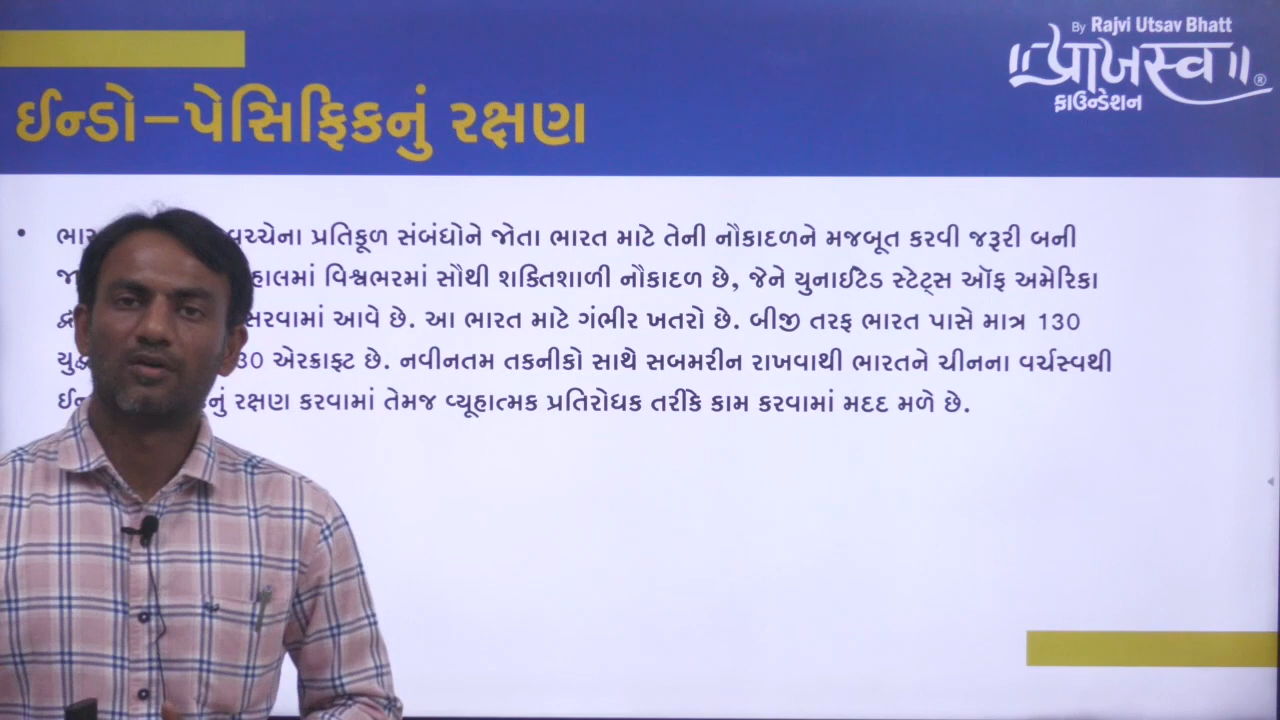 By Rajvi Utsav Bhatt
॥પ્રાજસ્વ॥ ®
ફાઉન્ડેશન
ઈન્ડો-પેસિફિકનું રક્ષણ
• વચ્ચેના પ્રતિકૂળ સંબંધોને જોતા ભારત માટે તેની નૌકાદળને મજબૂત કરવી જરૂરી બની
હાલમાં વિશ્વભરમાં સૌથી શક્તિશાળી નૌકાદળ છે, જેને યુનાઈટેડ સ્ટેટ્સ ઑફ અમેરિકા
સરવામાં આવે છે. આ ભારત માટે ગંભીર ખતરો છે. બીજી તરફ ભારત પાસે માત્ર 130
30 એરક્રાફ્ટ છે. નવીનતમ તકનીકો સાથે સબમરીન રાખવાથી ભારતને ચીનના વર્ચસ્વથી
નું રક્ષણ કરવામાં તેમજ વ્યૂહાત્મક પ્રતિરોધક તરીકે કામ કરવામાં મદદ મળે છે.